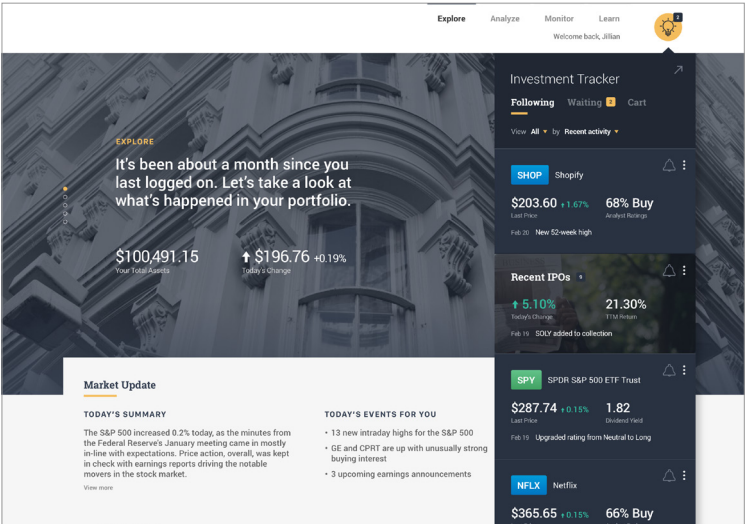 Explore Analyze Monitor Learn
Welcome back, Jillian
2
EXPLORE
It's been about a month since you
last logged on. Let's take a look at
what's happened in your portfolio.
$100,491.15
Your Total Assets
$196.76 +0.19%
Today's Change
Market Update
TODAY'S SUMMARY
The S&P 500 increased 0.2% today, as the minutes from
the Federal Reserve's January meeting came in mostly
in-line with expectations. Price action, overall, was kept
in check with earnings reports driving the notable
movers in the stock market.
View more
TODAY'S EVENTS FOR YOU
• 13 new intraday highs for the S&P 500
• GE and CPRT are up with unusually strong
buying interest
• 3 upcoming earnings announcements
Investment Tracker
Following Waiting 2 Cart
View All by Recent activity
SHOP Shopify
$203.60 +1.67% 68% Buy
Last Price Analyst Ratings
Feb 20 New 52-week high
Recent IPOs 9
5.10% 21.30%
Today's Change TTM Return
Feb 19 SOLY added to collection
SPY SPDR S&P 500 ETF Trust
$287.74 +0.15% 1.82
Last Price Dividend Yield
Feb 19 Upgraded rating from Neutral to Long
NFLX Netflix
$365.65 +0.15% 66% Buy